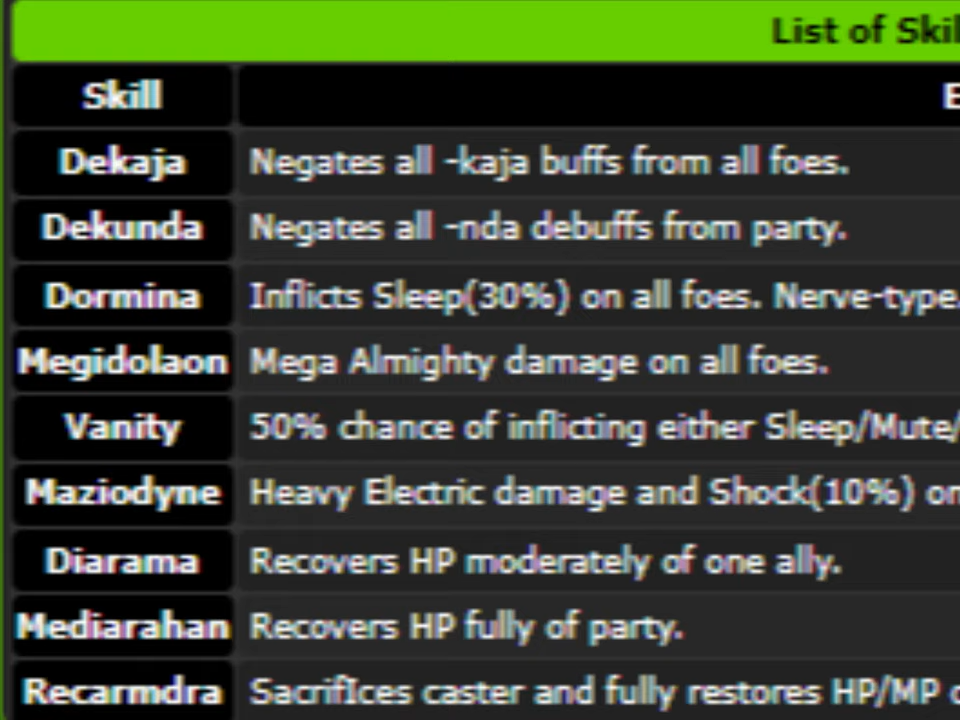 List of Skil
Skill E
Dekaja Negates all -kaja buffs from all foes.
Dekunda Negates all -nda debuffs from party.
Dormina Inflicts Sleep(30%) on all foes. Nerve-type.
Megidolaon Mega Almighty damage on all foes.
Vanity 50% chance of inflicting either Sleep/Mute/
Maziodyne Heavy Electric damage and Shock(10%) on
Diarama Recovers HP moderately of one ally.
Mediarahan Recovers HP fully of party.
Recarmdra Sacrifices caster and fully restores HP/MP